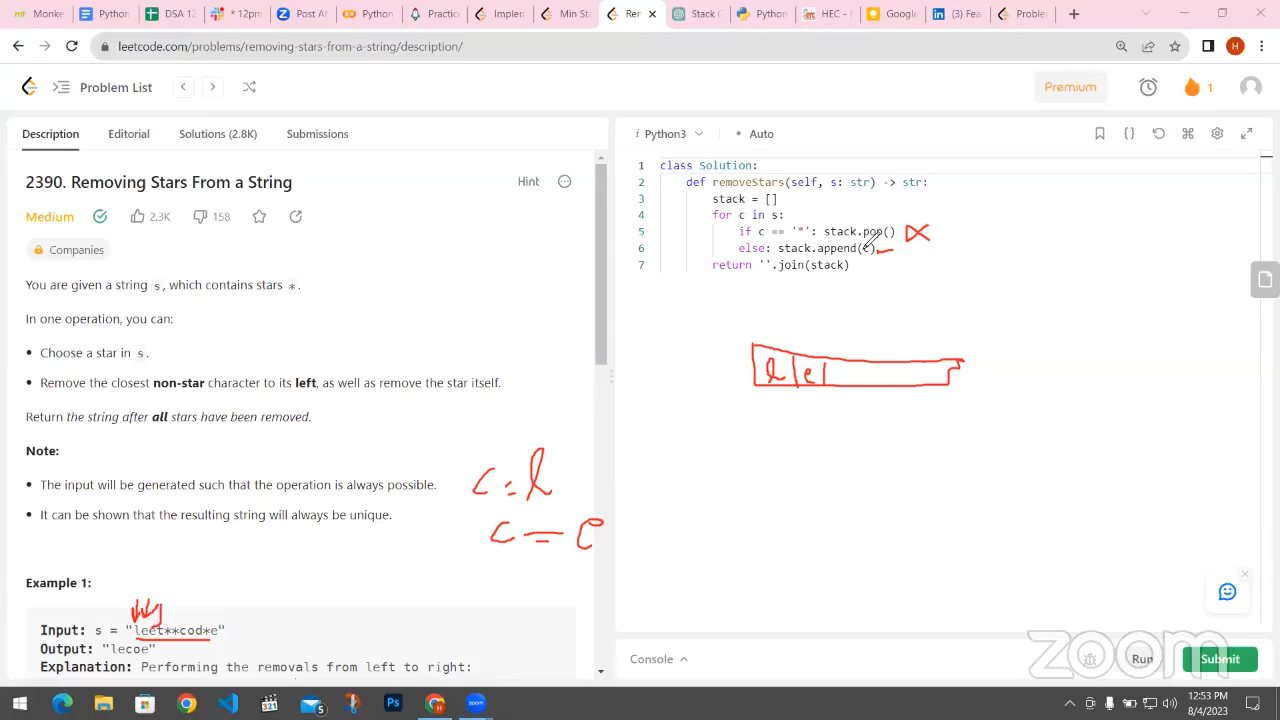 Monke
Python
DSA 12
12pm
Post At
Python
Practic
Implen
Min St
Rem
Stack
Python
HEC -
Googl
(3) Fea
Probler
leetcode.com/problems/removing-stars-from-a-string/description/
H
Problem List
Premium
1
Description
Editorial
Solutions (2.8K)
Submissions
i Python3
• Auto
2390. Removing Stars From a String
Hint
Medium
2.3K
158
Companies
You are given a string s, which contains stars *.
In one operation, you can:
• Choose a star in s.
• Remove the closest non-star character to its left, as well as remove the star itself.
Return the string after all stars have been removed.
Note:
• The input will be generated such that the operation is always possible.
• It can be shown that the resulting string will always be unique.
Example 1:
Input: s = "leet**cod*e"
Output: "lecoe"
Explanation: Performing the removals from left to right:
c = l
c = e
1 class Solution:
2 def removeStars(self, s: str) -> str:
3 stack = []
4 for c in s:
5 if c == '*': stack.pop()
6 else: stack.append(c)
7 return ''.join(stack)
l e
Console
Run
Submit
zoom
5
zoom
12:53 PM
8/4/2023